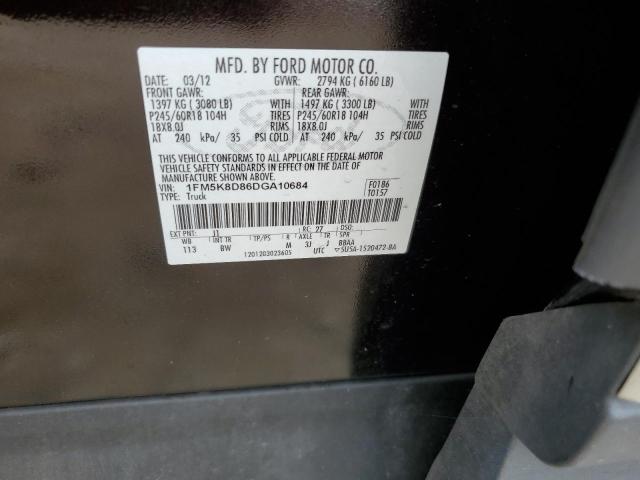 MFD. BY FORD MOTOR CO.
DATE: 03/12 GVWR: 2794 KG ( 6160 LB)
FRONT GAWR: REAR GAWR:
1397 KG ( 3080 LB) WITH 1497 KG ( 3300 LB) WITH
P245/60R18 104H TIRES P245/60R18 104H TIRES
18X8.0J RIMS 18X8.0J RIMS
AT 240 kPa/ 35 PSI COLD AT 240 kPa/ 35 PSI COLD
THIS VEHICLE CONFORMS TO ALL APPLICABLE FEDERAL MOTOR
VEHICLE SAFETY STANDARDS IN EFFECT ON THE DATE OF
MANUFACTURE SHOWN ABOVE.
VIN: 1FM5K8D86DGA10684 F0186
TYPE: Truck T0157
EXT PNT: J1 RC: 27 DSO:
WB INT TR TP/PS R AXLE TR SPR
113 BW M 3J J BBAA
1201203023605 UTC ▽5USA-1520472-BA